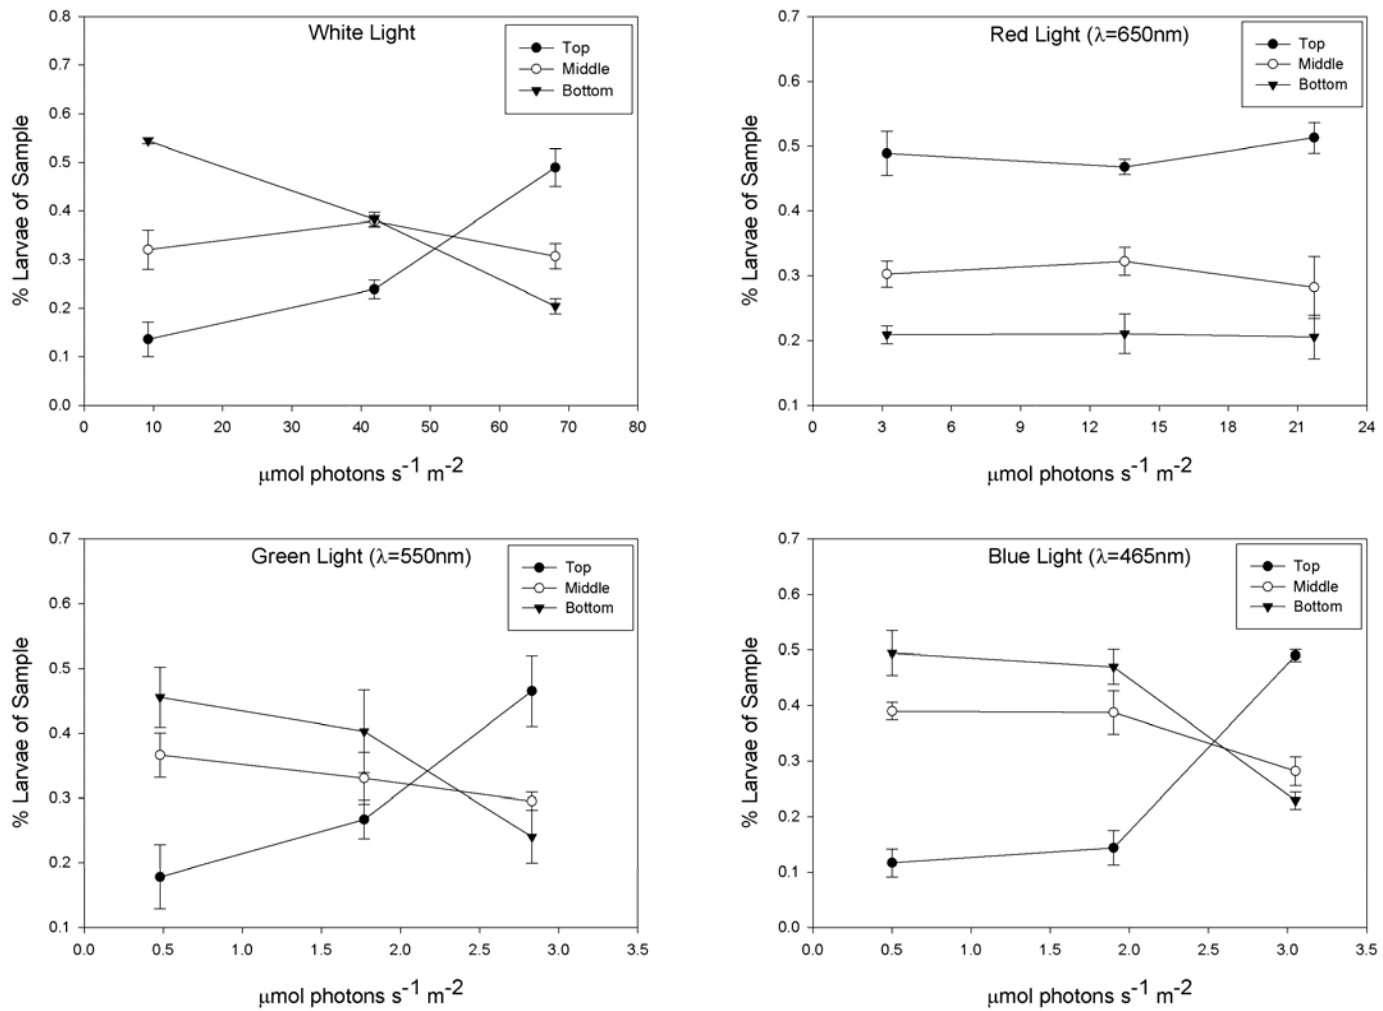 White Light
Top
Middle
Bottom
% Larvae of Sample
0.8
0.7
0.6
0.5
0.4
0.3
0.2
0.1
0.0
0 10 20 30 40 50 60 70 80
μmol photons s⁻¹ m⁻²
Red Light (λ=650nm)
Top
Middle
Bottom
% Larvae of Sample
0.7
0.6
0.5
0.4
0.3
0.2
0.1
0 3 6 9 12 15 18 21 24
μmol photons s⁻¹ m⁻²
Green Light (λ=550nm)
Top
Middle
Bottom
% Larvae of Sample
0.7
0.6
0.5
0.4
0.3
0.2
0.1
0.0 0.5 1.0 1.5 2.0 2.5 3.0 3.5
μmol photons s⁻¹ m⁻²
Blue Light (λ=465nm)
Top
Middle
Bottom
% Larvae of Sample
0.7
0.6
0.5
0.4
0.3
0.2
0.1
0.0
0.0 0.5 1.0 1.5 2.0 2.5 3.0 3.5
μmol photons s⁻¹ m⁻²